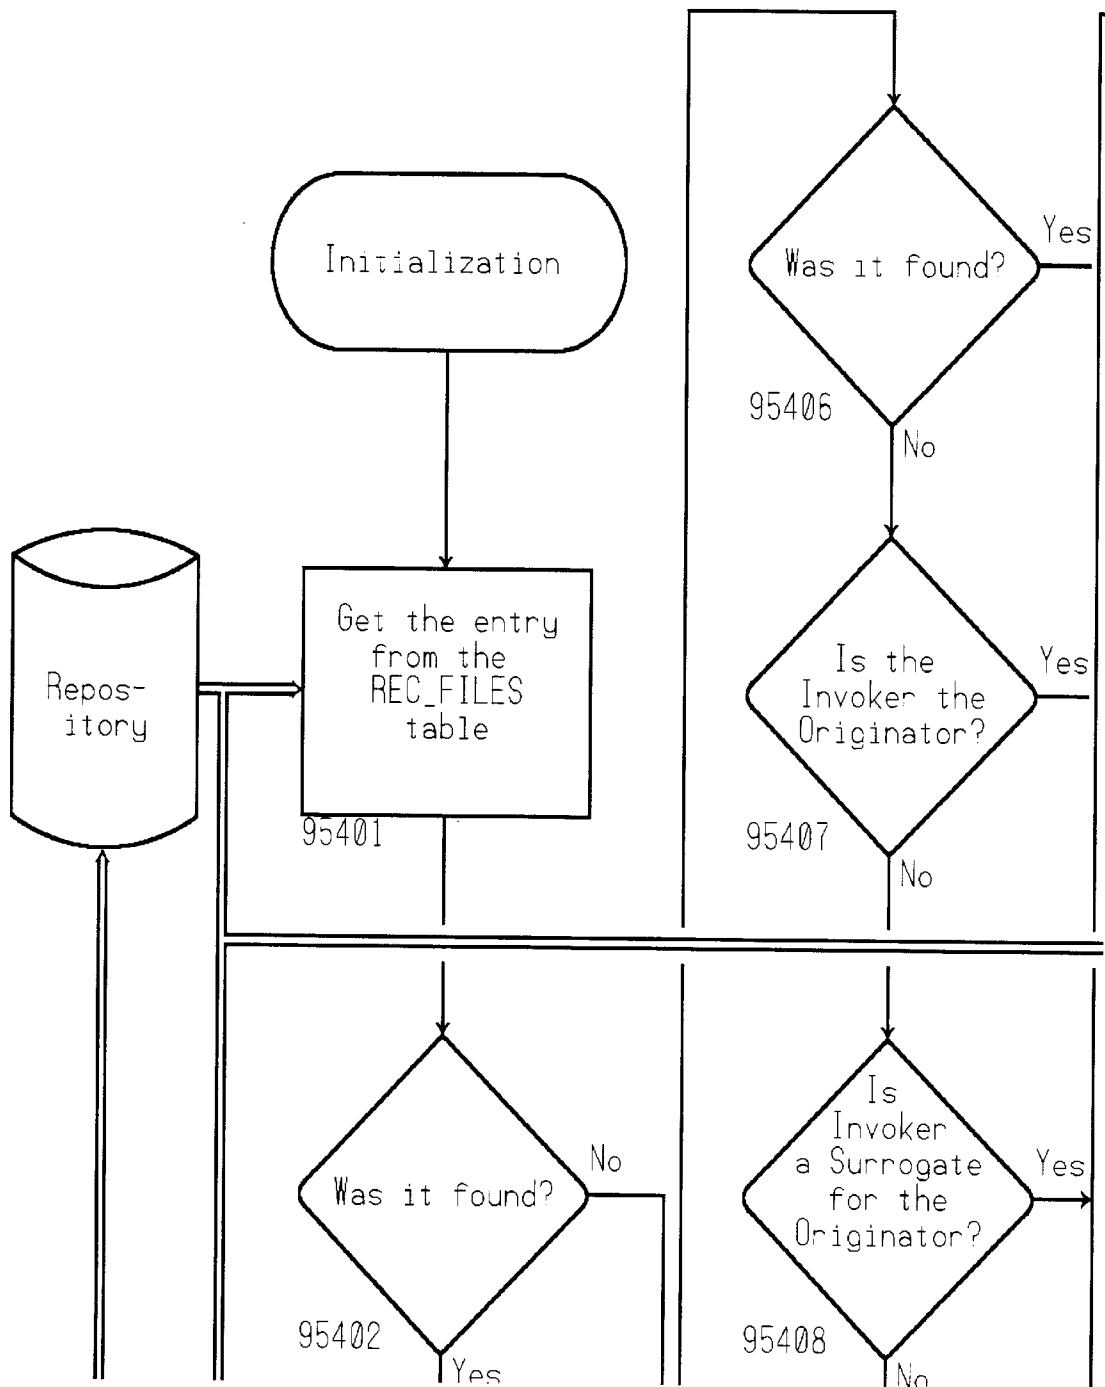 Initialization
Repos-
itory
Get the entry
from the
REC_FILES
table
95401
Was it found?
No
95402
Yes
Was it found?
Yes
95406
No
Is the
Invoker the
Originator?
Yes
95407
No
Is
Invoker
a Surrogate
for the
Originator?
Yes
95408
No